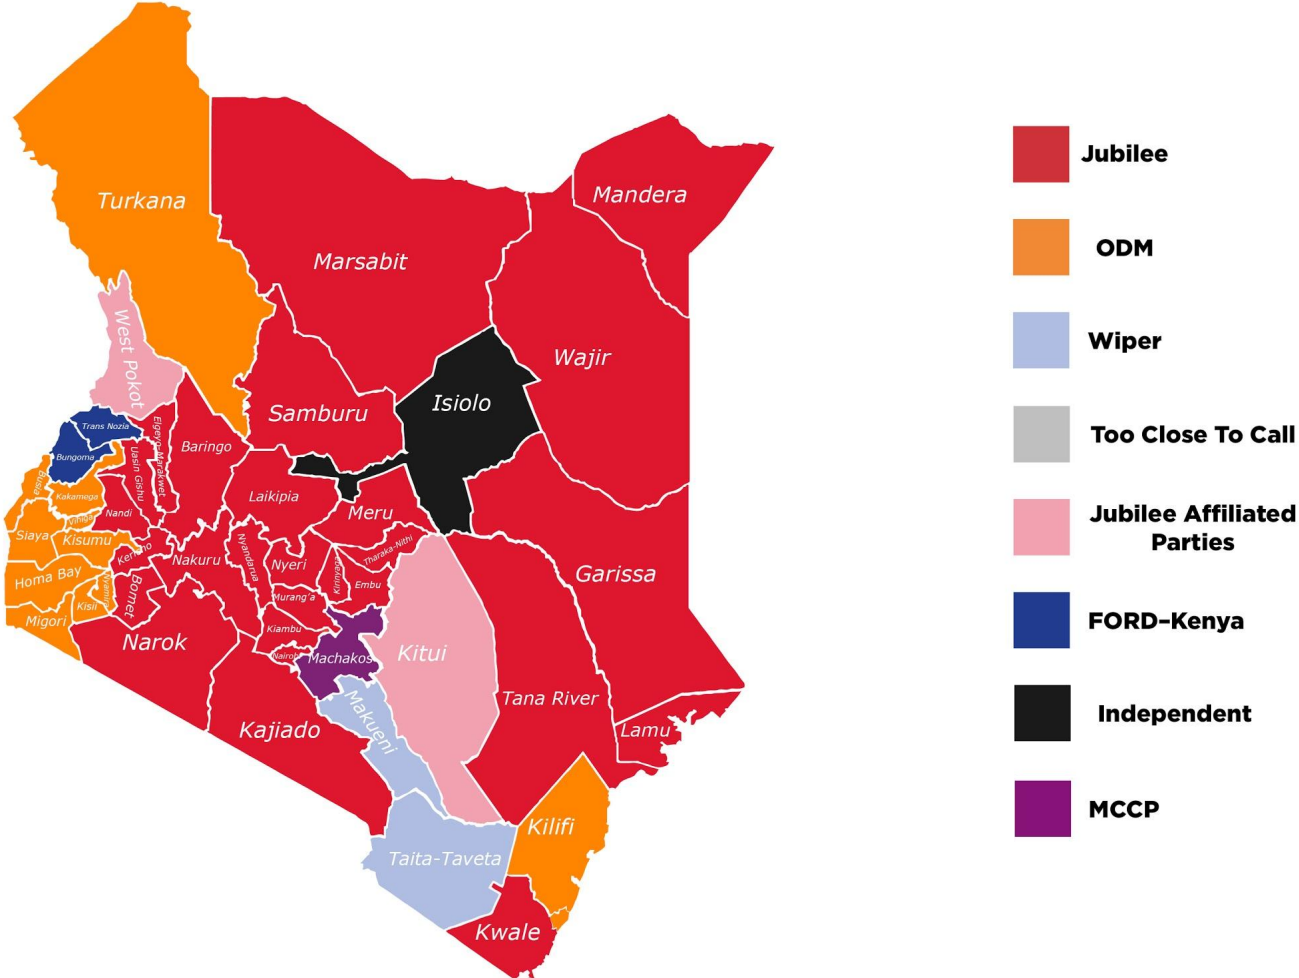 Turkana
Mandera
Marsabit
West Pokot
Wajir
Isiolo
Samburu
Trans Nozia
Elgeyo-Marakwet
Baringo
Bungoma
Uasin Gishu
Busia
Kakamega
Laikipia
Nandi
Meru
Vihiga
Siaya
Kisumu
Kericho
Nakuru
Nyandarua
Nyeri
Kirinyaga
Tharaka-Nithi
Garissa
Homa Bay
Nyamira
Bomet
Embu
Kisii
Murang'a
Migori
Kiambu
Narok
Nairobi
Machakos
Kitui
Tana River
Makueni
Kajiado
Lamu
Kilifi
Taita-Taveta
Kwale
Jubilee
ODM
Wiper
Too Close To Call
Jubilee Affiliated
Parties
FORD–Kenya
Independent
MCCP